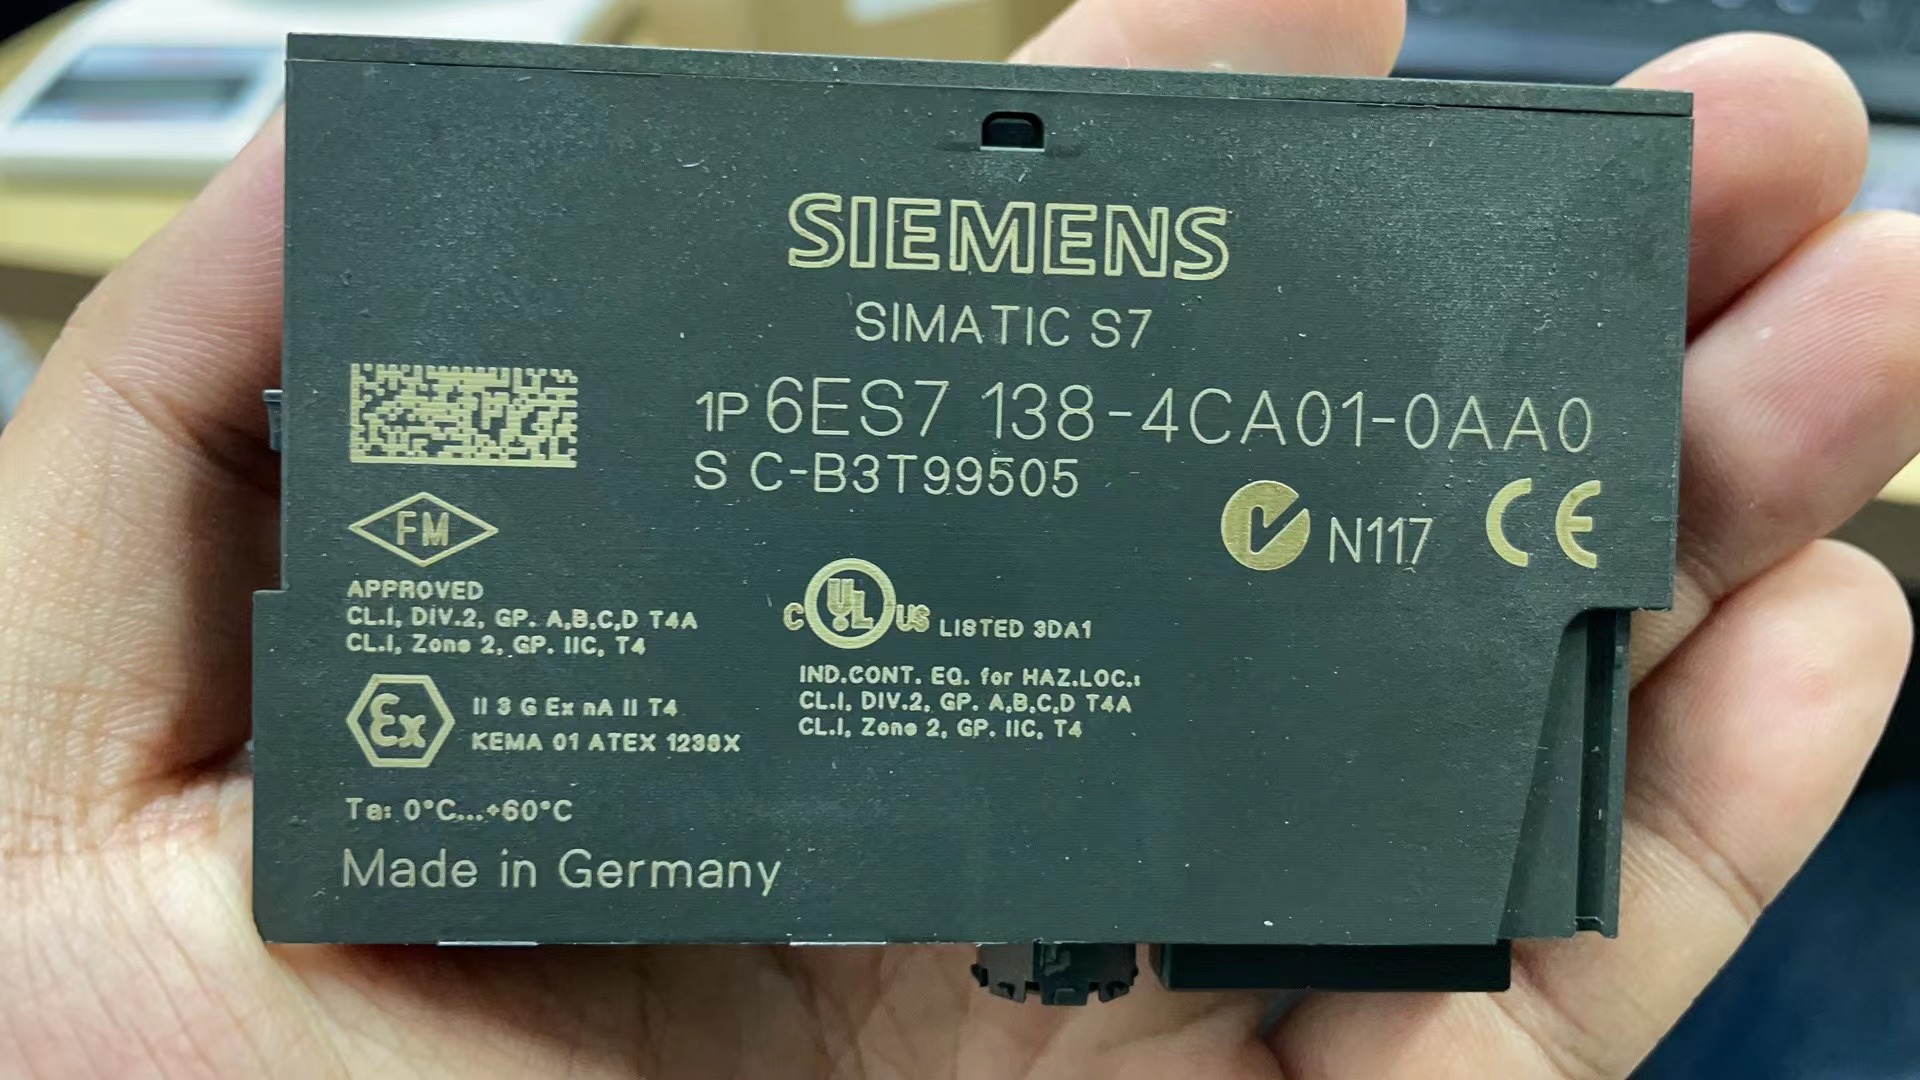 SIEMENS
SIMATIC S7
1P 6ES7 138-4CA01-0AA0
S C-B3T99505
N117 CE
FM
APPROVED
CL.I, DIV.2, GP. A,B,C,D T4A
CL.I, Zone 2, GP. IIC, T4
C UL US LISTED 3DA1
IND.CONT. EQ. for HAZ.LOC.:
CL.I, DIV.2, GP. A,B,C,D T4A
CL.I, Zone 2, GP. IIC, T4
Ex II 3 G Ex nA II T4
KEMA 01 ATEX 1238X
Ta: 0°C...+60°C
Made in Germany